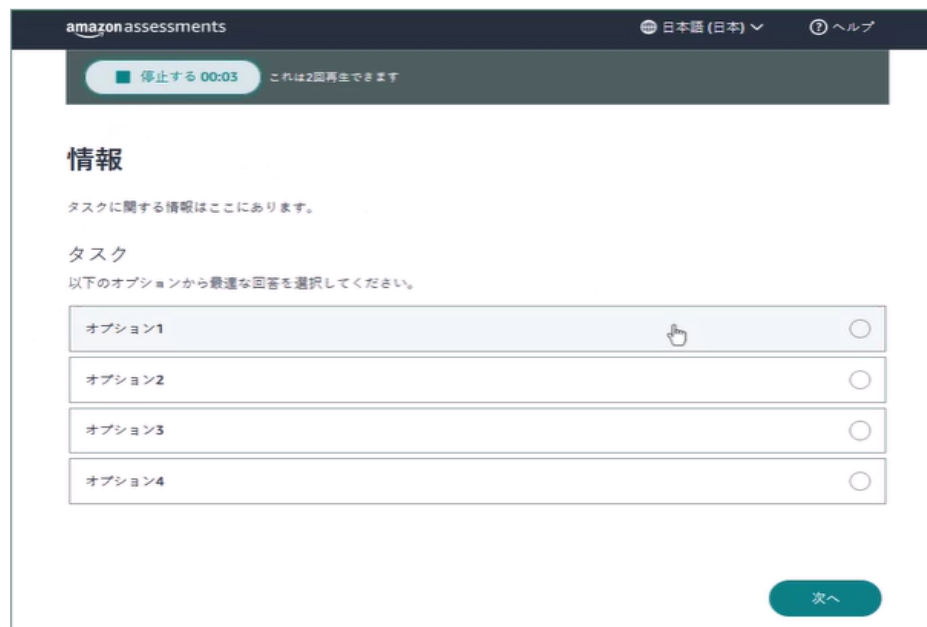 amazon assessments 日本語 (日本) ヘルプ
停止する 00:03 これは2回再生できます
情報
タスクに関する情報はここにあります。
タスク
以下のオプションから最適な回答を選択してください。
オプション1
オプション2
オプション3
オプション4
次へ